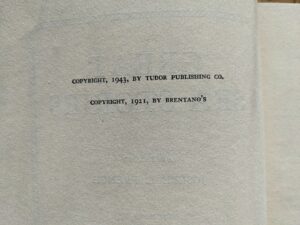 COPYRIGHT, 1943, BY TUDOR PUBLISHING CO.
COPYRIGHT, 1921, BY BRENTANO'S